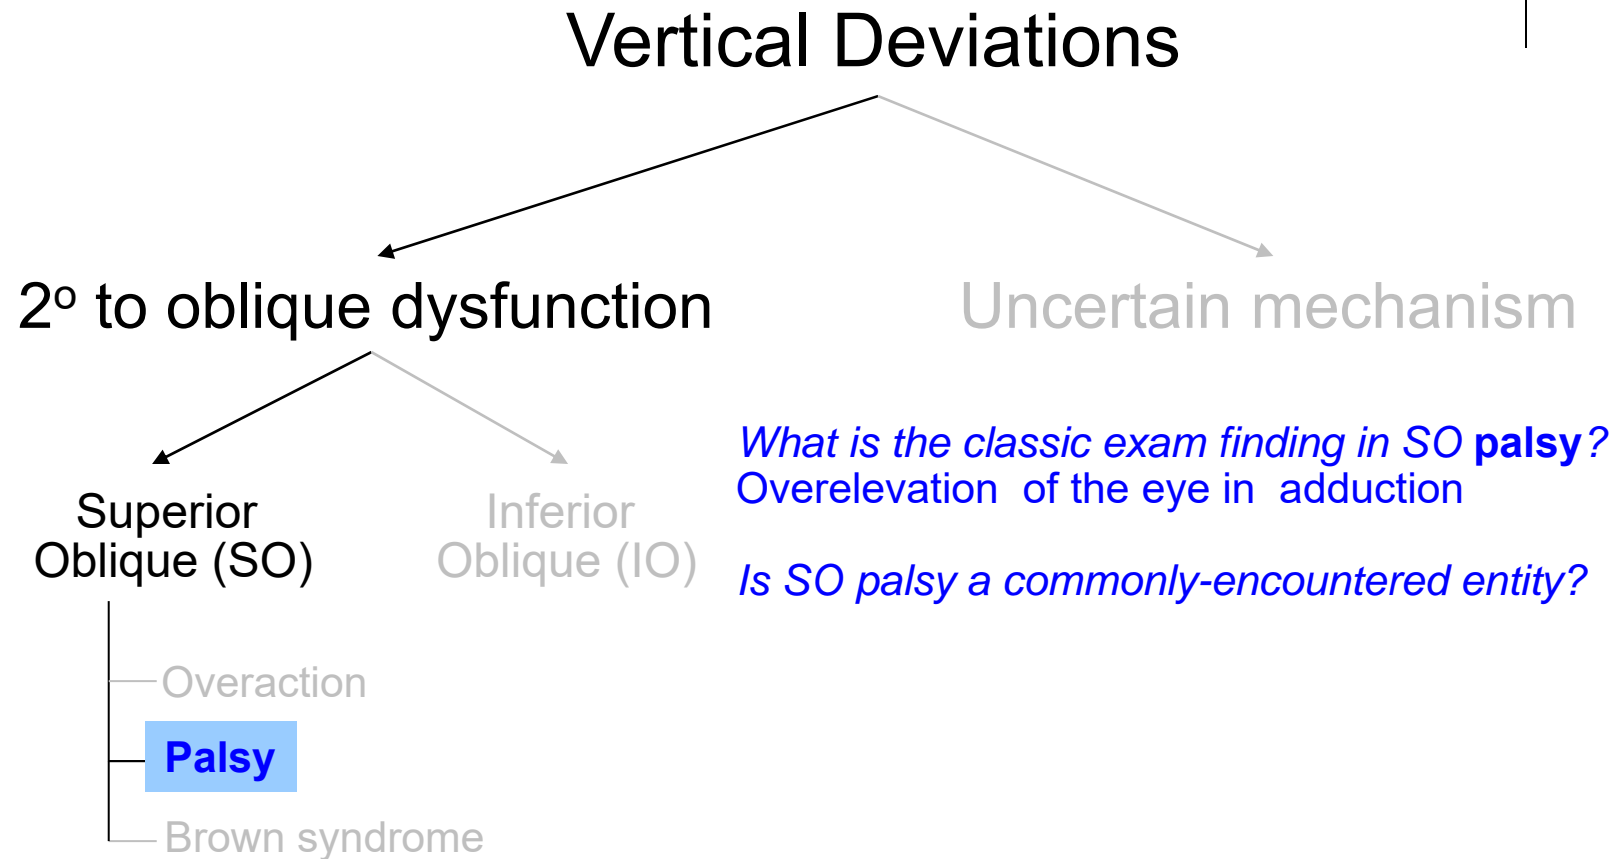 Vertical Deviations
2º to oblique dysfunction
Uncertain mechanism
Superior
Oblique (SO)
Inferior
Oblique (IO)
What is the classic exam finding in SO palsy?
Overelevation of the eye in adduction
Is SO palsy a commonly-encountered entity?
Overaction
Palsy
Brown syndrome